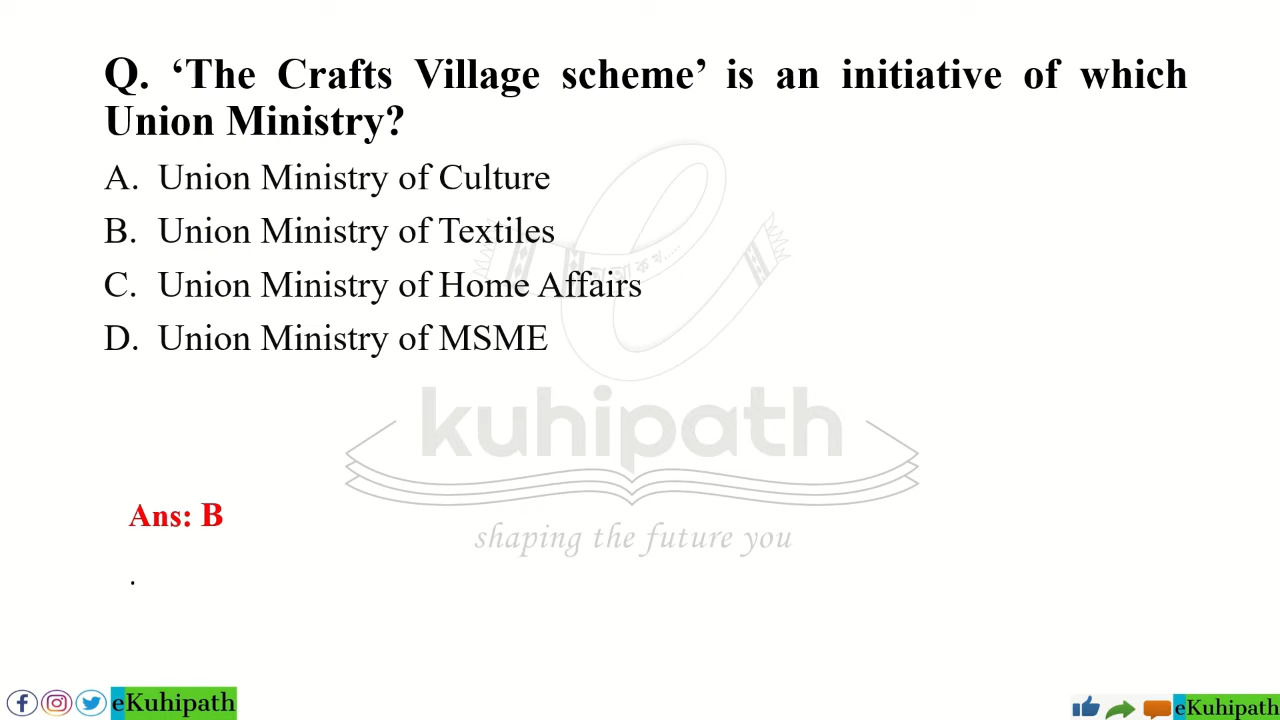 Q. ‘The Crafts Village scheme’ is an initiative of which
Union Ministry?
A. Union Ministry of Culture
B. Union Ministry of Textiles
C. Union Ministry of Home Affairs
D. Union Ministry of MSME
kuhipath
Ans: B
shaping the future you
.
eKuhipath
eKuhipath